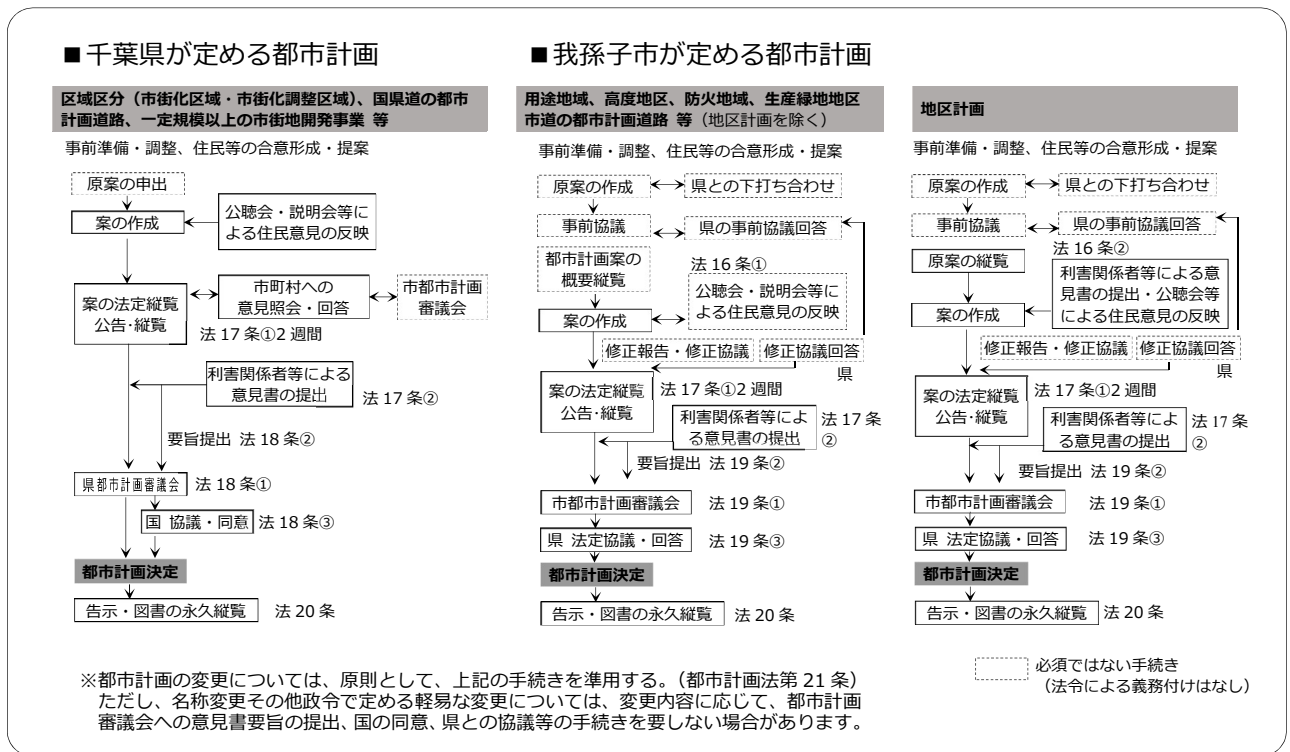 ■千葉県が定める都市計画
区域区分（市街化区域・市街化調整区域）、国県道の都市
計画道路、一定規模以上の市街地開発事業 等
事前準備・調整、住民等の合意形成・提案
原案の申出
案の作成
公聴会・説明会等に
よる住民意見の反映
案の法定縦覧
公告・縦覧
市町村への
意見照会・回答
市都市計画
審議会
法 17 条①2 週間
利害関係者等による
意見書の提出
法 17 条②
要旨提出 法 18 条②
県都市計画審議会
法 18 条①
国 協議・同意
法 18 条③
都市計画決定
告示・図書の永久縦覧
法 20 条
■我孫子市が定める都市計画
用途地域、高度地区、防火地域、生産緑地地区
市道の都市計画道路 等（地区計画を除く）
事前準備・調整、住民等の合意形成・提案
原案の作成
県との下打ち合わせ
事前協議
県の事前協議回答
都市計画案の
概要縦覧
法 16 条①
公聴会・説明会等に
よる住民意見の反映
案の作成
修正報告・修正協議
修正協議回答
県
案の法定縦覧
公告・縦覧
法 17 条①2 週間
利害関係者等によ
る意見書の提出
法 17 条
②
要旨提出 法 19 条②
市都市計画審議会
法 19 条①
県 法定協議・回答
法 19 条③
都市計画決定
告示・図書の永久縦覧
法 20 条
地区計画
事前準備・調整、住民等の合意形成・提案
原案の作成
県との下打ち合わせ
事前協議
県の事前協議回答
法 16 条②
原案の縦覧
利害関係者等による意
見書の提出・公聴会等
による住民意見の反映
案の作成
修正報告・修正協議
修正協議回答
県
案の法定縦覧
公告・縦覧
法 17 条①2 週間
利害関係者等によ
る意見書の提出
法 17 条
②
要旨提出 法 19 条②
市都市計画審議会
法 19 条①
県 法定協議・回答
法 19 条③
都市計画決定
告示・図書の永久縦覧
法 20 条
※都市計画の変更については、原則として、上記の手続きを準用する。（都市計画法第 21 条）
ただし、名称変更その他政令で定める軽易な変更については、変更内容に応じて、都市計画
審議会への意見書要旨の提出、国の同意、県との協議等の手続きを要しない場合があります。
必須ではない手続き
（法令による義務付けはなし）